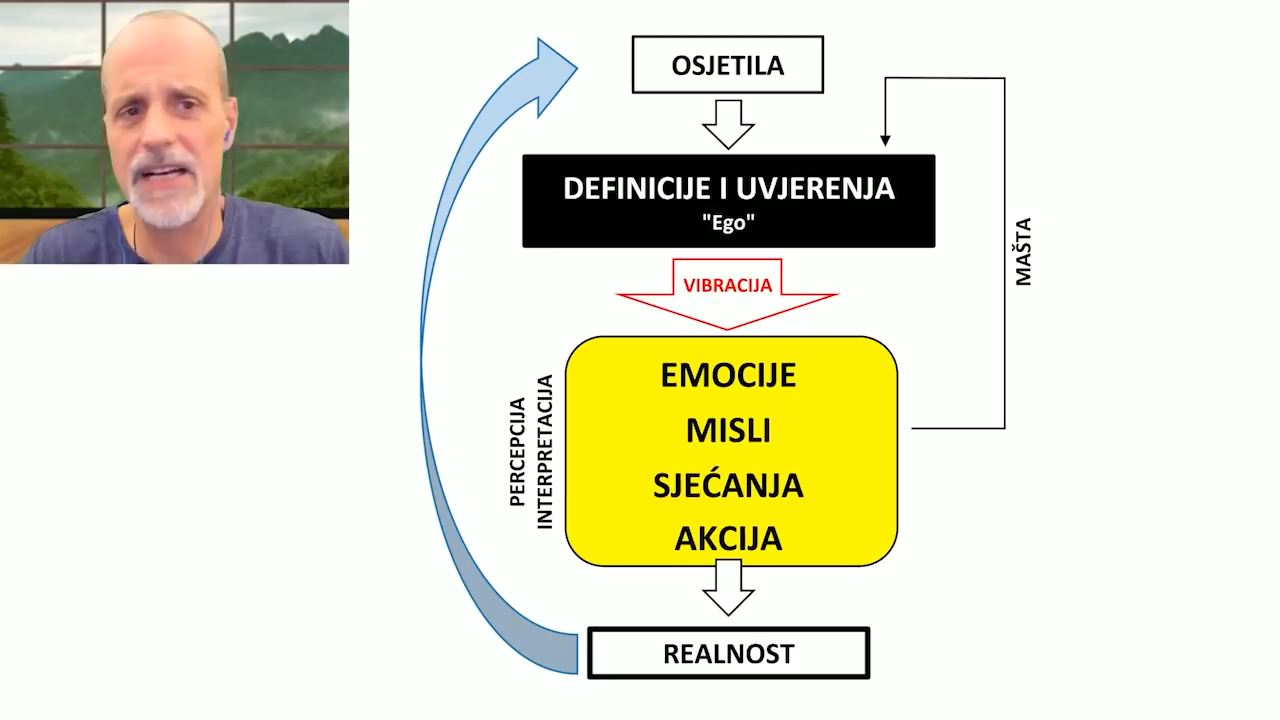 OSJETILA
DEFINICIJE I UVJERENJA
"Ego"
VIBRACIJA
MAŠTA
PERCEPCIJA
INTERPRETACIJA
EMOCIJE
MISLI
SJEĆANJA
AKCIJA
REALNOST